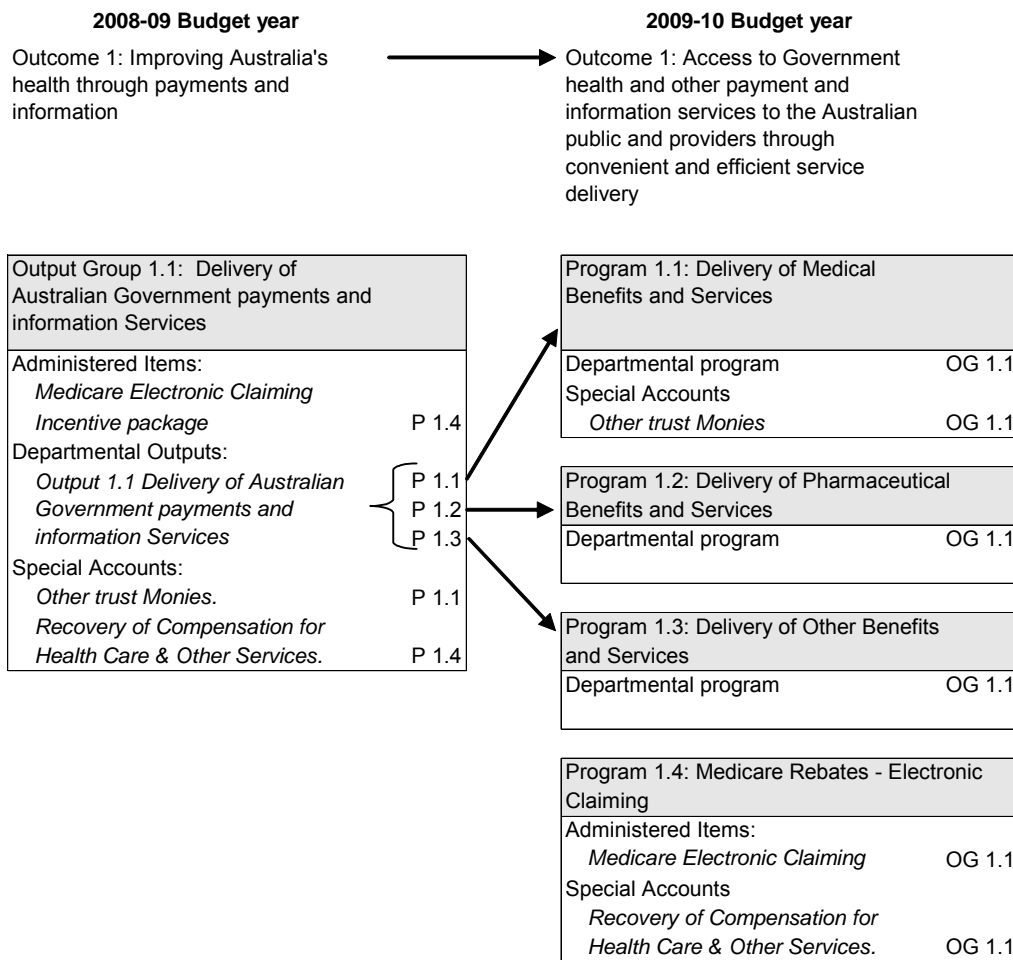 2008-09 Budget year
Outcome 1: Improving Australia's
health through payments and
information
2009-10 Budget year
Outcome 1: Access to Government
health and other payment and
information services to the Australian
public and providers through
convenient and efficient service
delivery
Output Group 1.1: Delivery of
Australian Government payments and
information Services
Administered Items:
Medicare Electronic Claiming
Incentive package P 1.4
Departmental Outputs:
Output 1.1 Delivery of Australian P 1.1
Government payments and P 1.2
information Services P 1.3
Special Accounts:
Other trust Monies. P 1.1
Recovery of Compensation for
Health Care & Other Services. P 1.4
Program 1.1: Delivery of Medical
Benefits and Services
Departmental program OG 1.1
Special Accounts
Other trust Monies OG 1.1
Program 1.2: Delivery of Pharmaceutical
Benefits and Services
Departmental program OG 1.1
Program 1.3: Delivery of Other Benefits
and Services
Departmental program OG 1.1
Program 1.4: Medicare Rebates - Electronic
Claiming
Administered Items:
Medicare Electronic Claiming OG 1.1
Special Accounts
Recovery of Compensation for
Health Care & Other Services. OG 1.1